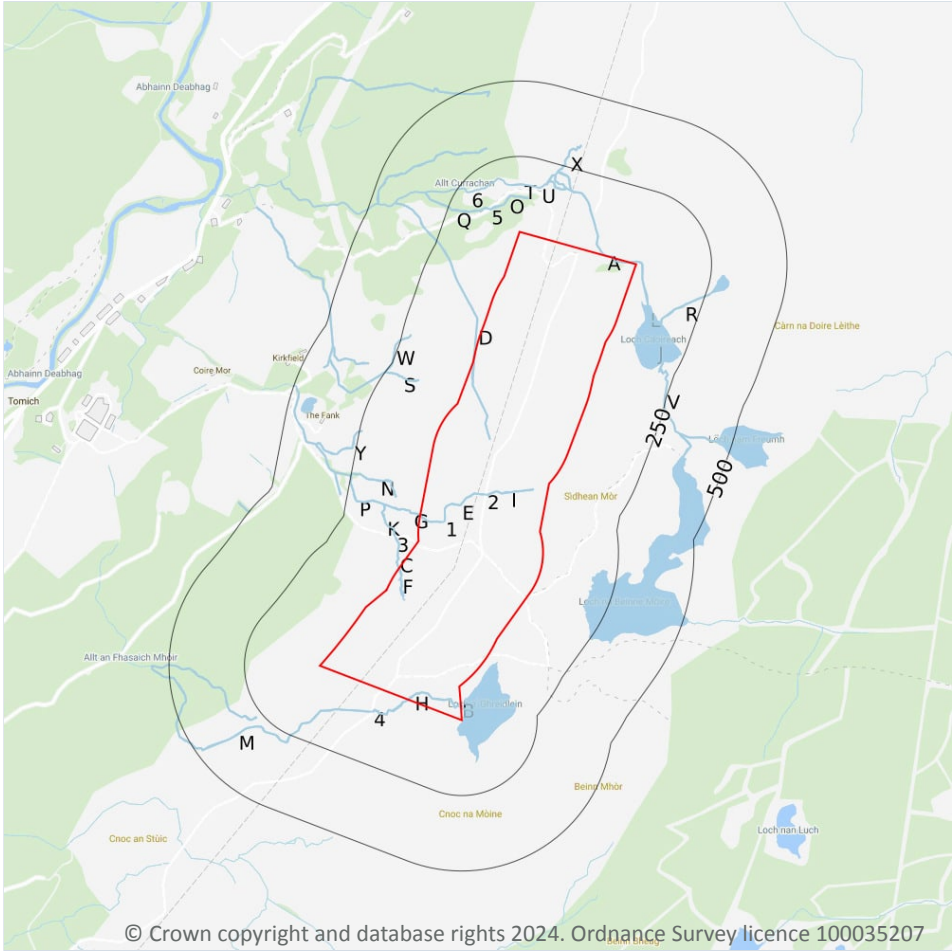 Abhainn Deabhag
X
Allt Currachan
6
T
U
O
Q
5
A
R
L
Càrn na Doire Lèithe
D
Loch
J
W
Kirkfield
Coire Mor
Abhainn Deabhag
S
Tomich
V
The Fank
250
Y
500
N
Sidhean Mòr
2
I
P
E
G
K
1
3
C
F
Allt an Fhasaich Mhoir
H
B
4
M
Beinn Mhòr
Cnoc na Mòine
Cnoc an Stùic
Loch nan Luch
© Crown copyright and database rights 2024. Ordnance Survey licence 100035207